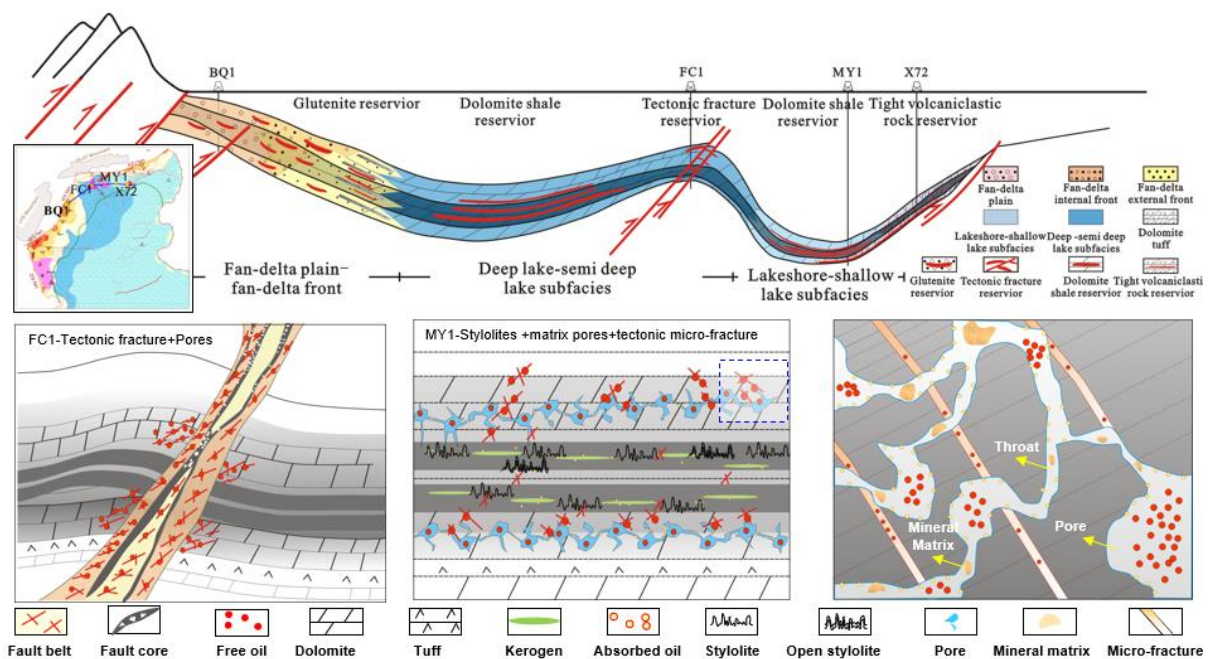 BQ1
FC1
MY1
X72
Glutenite reservior
Dolomite shale
reservior
Tectonic fracture
reservior
Dolomite shale
reservior
Tight volcaniclastic
rock reservior
MY1
FC1
X72
BQ1
Fan-delta plain–
fan-delta front
Deep lake-semi deep
lake subfacies
Lakeshore-shallow
lake subfacies
Fan-delta
plain
Fan-delta
internal front
Fan-delta
external front
Lakeshore-shallow
lake subfacies
Deep -semi deep
lake subfacies
Dolomite
tuff
Glutenite
reservoir
Tectonic fracture
reservoir
Dolomite
shale reservoir
Tight volcaniclasti
rock reservoir
FC1-Tectonic fracture+Pores
MY1-Stylolites +matrix pores+tectonic micro-fracture
Throat
Mineral
Matrix
Pore
Fault belt
Fault core
Free oil
Dolomite
Tuff
Kerogen
Absorbed oil
Stylolite
Open stylolite
Pore
Mineral matrix
Micro-fracture